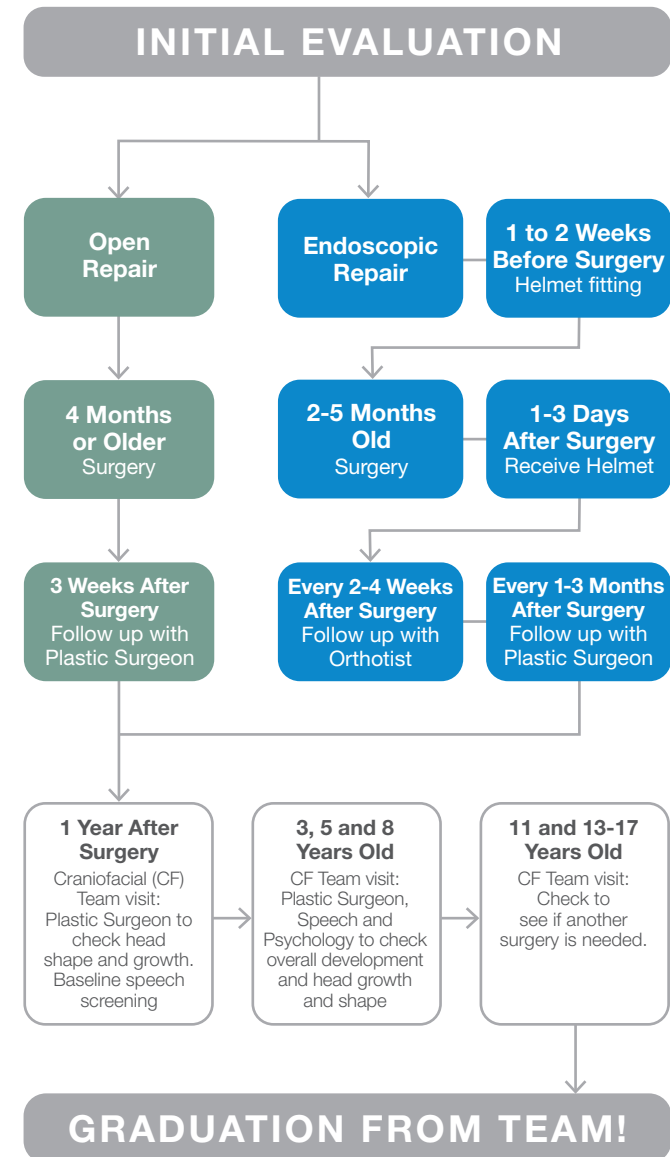 INITIAL EVALUATION
Open
Repair
Endoscopic
Repair
1 to 2 Weeks
Before Surgery
Helmet fitting
4 Months
or Older
Surgery
2-5 Months
Old
Surgery
1-3 Days
After Surgery
Receive Helmet
3 Weeks After
Surgery
Follow up with
Plastic Surgeon
Every 2-4 Weeks
After Surgery
Follow up with
Orthotist
Every 1-3 Months
After Surgery
Follow up with
Plastic Surgeon
1 Year After
Surgery
Craniofacial (CF)
Team visit:
Plastic Surgeon to
check head
shape and growth.
Baseline speech
screening
3, 5 and 8
Years Old
CF Team visit:
Plastic Surgeon,
Speech and
Psychology to check
overall development
and head growth
and shape
11 and 13-17
Years Old
CF Team visit:
Check to
see if another
surgery is needed.
GRADUATION FROM TEAM!